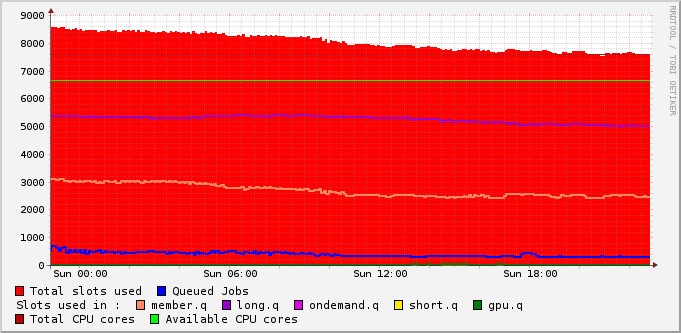 9000
8000
7000
6000
5000
4000
3000
2000
1000
0
Sun 00:00 Sun 06:00 Sun 12:00 Sun 18:00
RRDTOOL / TOBI OETIKER
Total slots used Queued Jobs
Slots used in : member.q long.q ondemand.q short.q gpu.q
Total CPU cores Available CPU cores